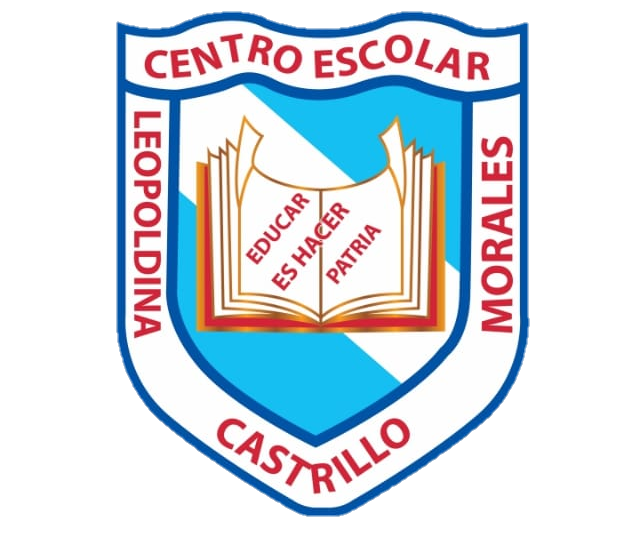 CENTRO ESCOLAR
LEOPOLDINA
MORALES
CASTRILLO
EDUCAR
ES HACER
PATRIA